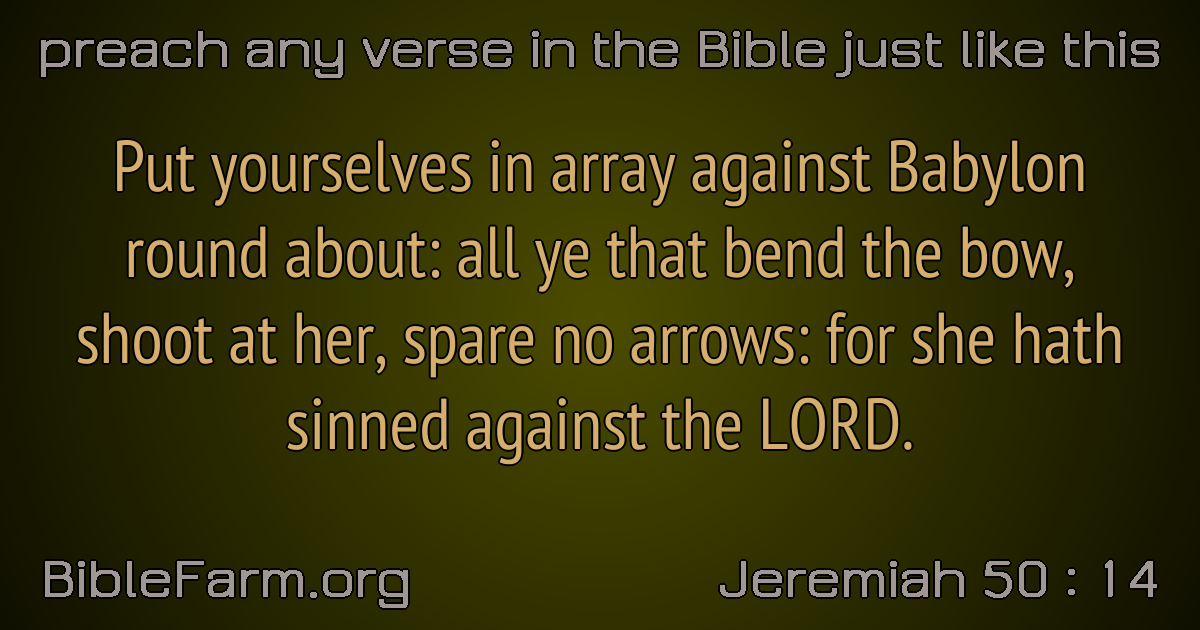 preach any verse in the Bible just like this
Put yourselves in array against Babylon
round about: all ye that bend the bow,
shoot at her, spare no arrows: for she hath
sinned against the LORD.
BibleFarm.org
Jeremiah 50 : 14